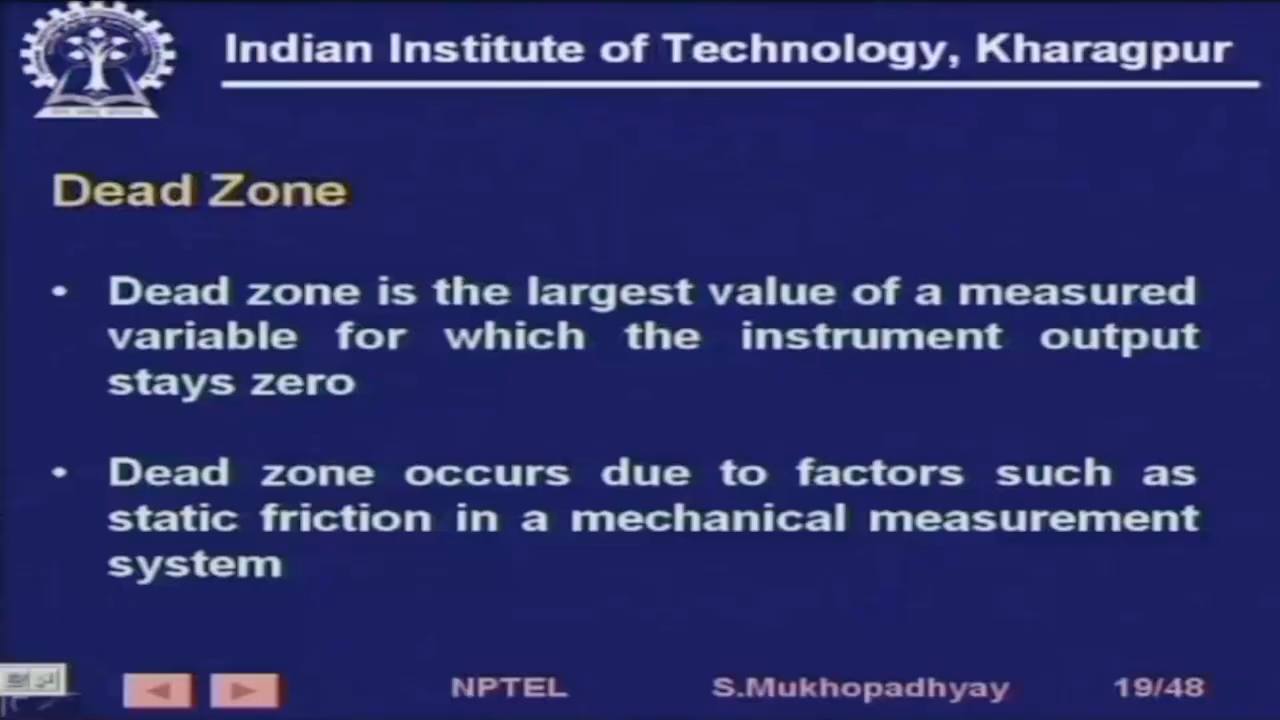 Indian Institute of Technology, Kharagpur
Dead Zone
• Dead zone is the largest value of a measured
variable for which the instrument output
stays zero
• Dead zone occurs due to factors such as
static friction in a mechanical measurement
system
NPTEL S.Mukhopadhyay 19/48